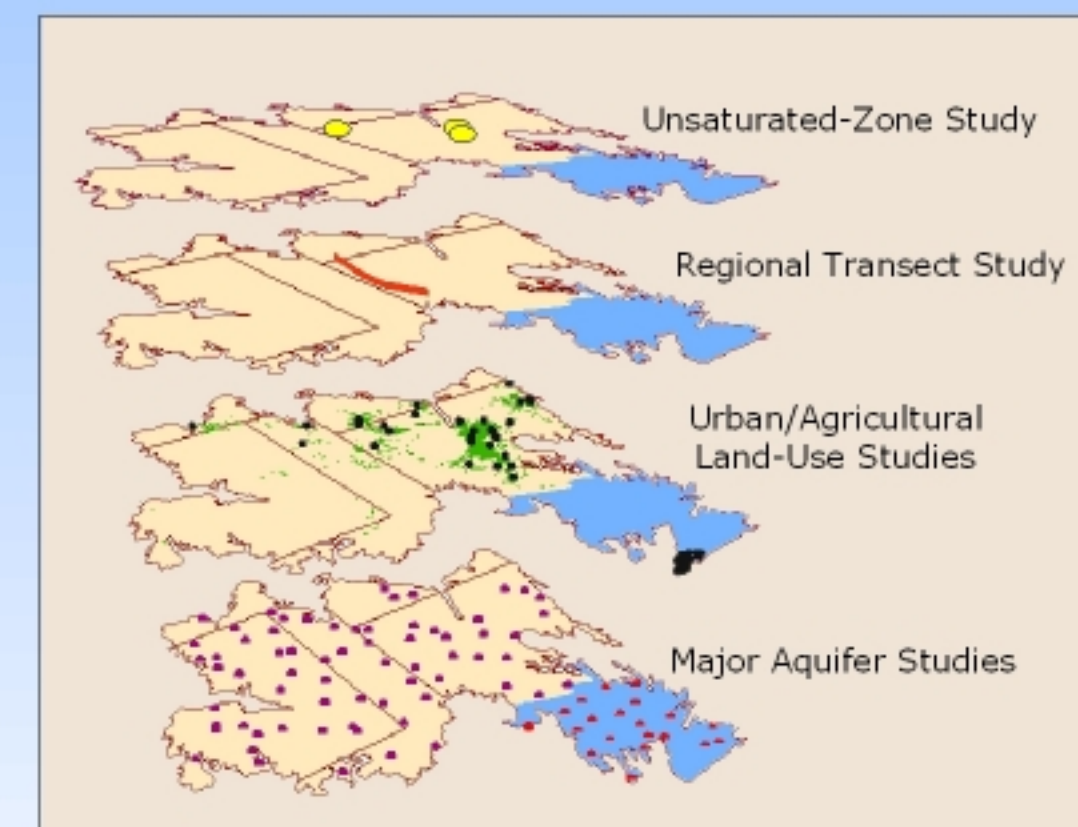 Unsaturated-Zone Study
Regional Transect Study
Urban/Agricultural
Land-Use Studies
Major Aquifer Studies